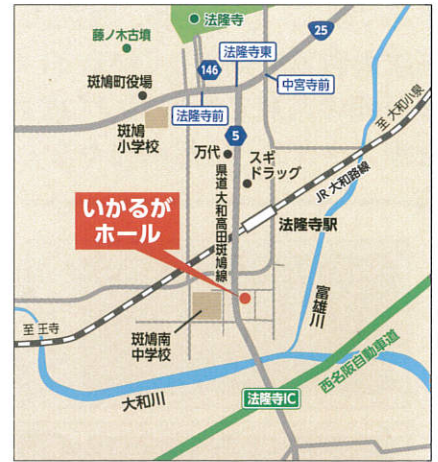 法隆寺
藤ノ木古墳
25
法隆寺東
146
斑鳩町役場
中宮寺前
法隆寺前
斑鳩
小学校
5
至 大和小泉
万代
スギ
ドラッグ
県道大和高田斑鳩線
JR 大和路線
いかるが
ホール
法隆寺駅
富雄川
至 王寺
斑鳩南
中学校
西名阪自動車道
大和川
法隆寺IC